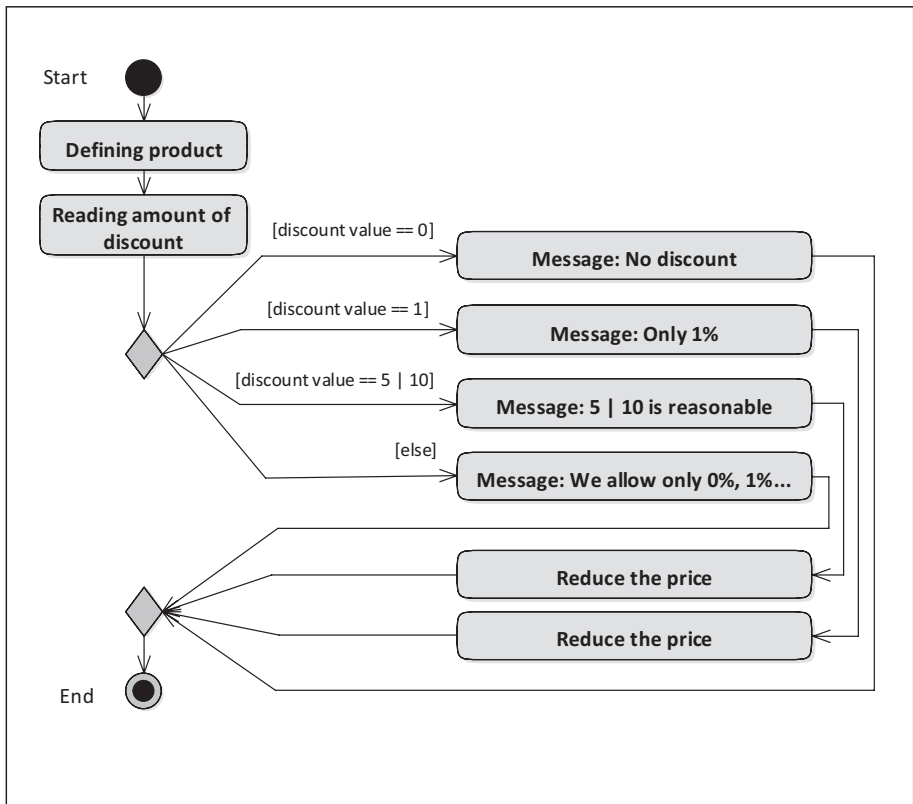 Start
Defining product
Reading amount of
discount
[discount value == 0]
Message: No discount
[discount value == 1]
Message: Only 1%
[discount value == 5 | 10]
Message: 5 | 10 is reasonable
[else]
Message: We allow only 0%, 1%...
Reduce the price
Reduce the price
End